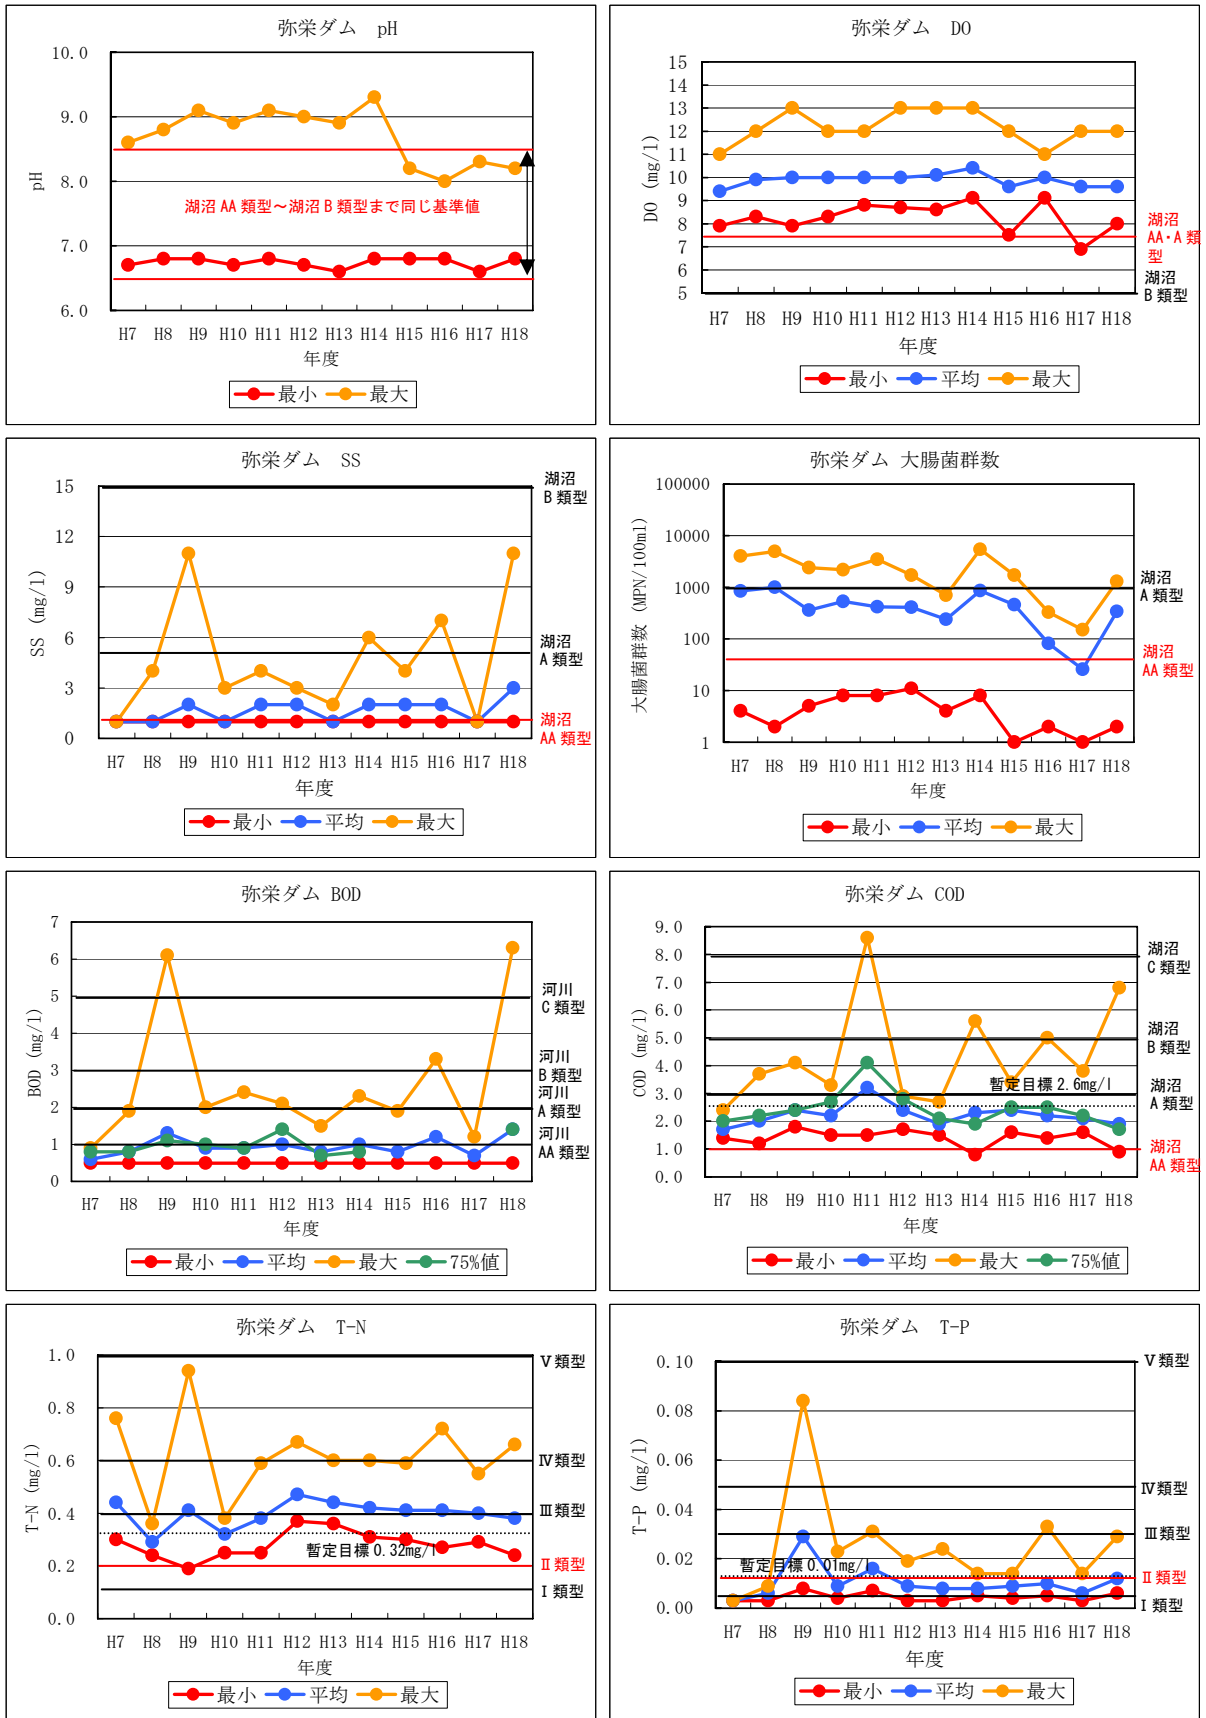 弥栄ダム pH
10.0
9.0
8.0
7.0
6.0
pH
湖沼 AA 類型～湖沼 B 類型まで同じ基準値
H7 H8 H9 H10 H11 H12 H13 H14 H15 H16 H17 H18
年度
最小 最大
弥栄ダム DO
15
14
13
12
11
10
9
8
7
6
5
DO (mg/l)
湖沼
AA・A 類
型
湖沼
B 類型
H7 H8 H9 H10 H11 H12 H13 H14 H15 H16 H17 H18
年度
最小 平均 最大
弥栄ダム SS
15
12
9
6
3
0
SS (mg/l)
湖沼
B 類型
湖沼
A 類型
湖沼
AA 類型
H7 H8 H9 H10 H11 H12 H13 H14 H15 H16 H17 H18
年度
最小 平均 最大
弥栄ダム 大腸菌群数
100000
10000
1000
100
10
1
大腸菌群数 (MPN/100ml)
湖沼
A 類型
湖沼
AA 類型
H7 H8 H9 H10 H11 H12 H13 H14 H15 H16 H17 H18
年度
最小 平均 最大
弥栄ダム BOD
7
6
5
4
3
2
1
0
BOD (mg/l)
河川
C 類型
河川
B 類型
河川
A 類型
河川
AA 類型
H7 H8 H9 H10 H11 H12 H13 H14 H15 H16 H17 H18
年度
最小 平均 最大 75%値
弥栄ダム COD
9.0
8.0
7.0
6.0
5.0
4.0
3.0
2.0
1.0
0.0
COD (mg/l)
湖沼
C 類型
湖沼
B 類型
暫定目標 2.6mg/l
湖沼
A 類型
湖沼
AA 類型
H7 H8 H9 H10 H11 H12 H13 H14 H15 H16 H17 H18
年度
最小 平均 最大 75%値
弥栄ダム T-N
1.0
0.8
0.6
0.4
0.2
0.0
T-N (mg/l)
Ⅴ類型
Ⅳ類型
Ⅲ類型
暫定目標 0.32mg/l
Ⅱ類型
Ⅰ類型
H7 H8 H9 H10 H11 H12 H13 H14 H15 H16 H17 H18
年度
最小 平均 最大
弥栄ダム T-P
0.10
0.08
0.06
0.04
0.02
0.00
T-P (mg/l)
Ⅴ類型
Ⅳ類型
Ⅲ類型
暫定目標 0.01mg/l
Ⅱ類型
Ⅰ類型
H7 H8 H9 H10 H11 H12 H13 H14 H15 H16 H17 H18
年度
最小 平均 最大